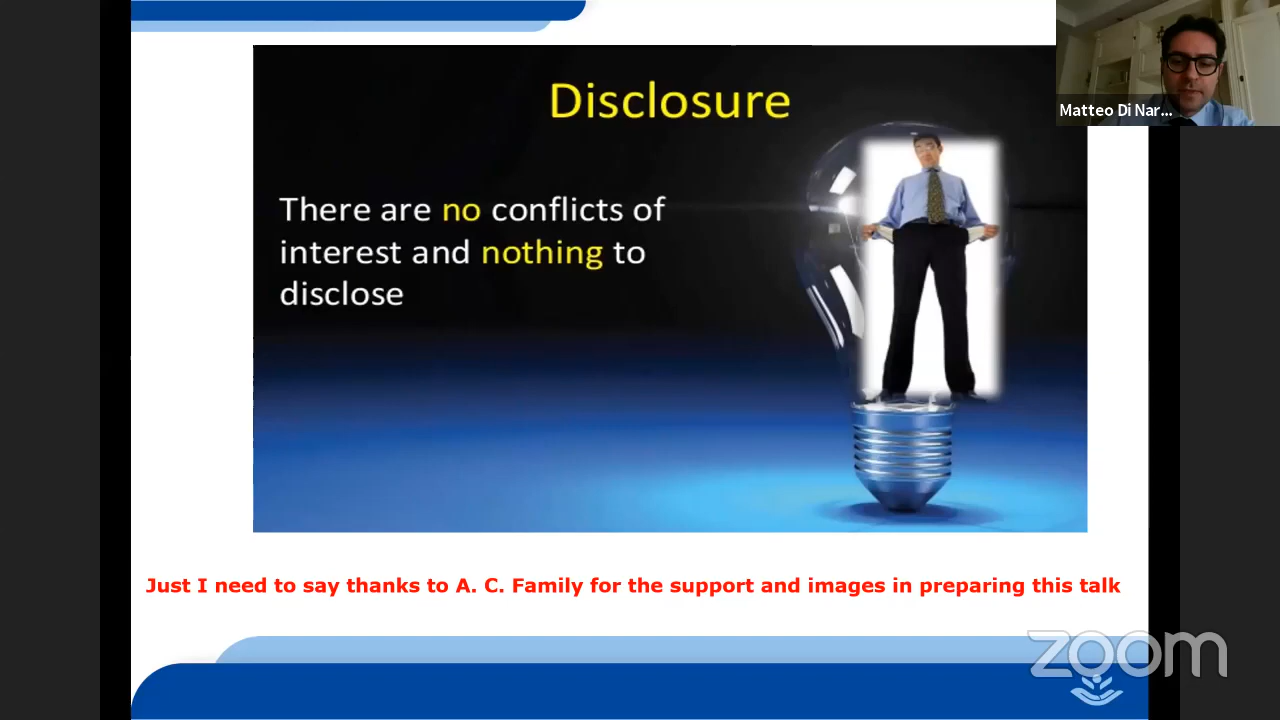 Disclosure
Matteo Di Nar...
There are no conflicts of
interest and nothing to
disclose
Just I need to say thanks to A. C. Family for the support and images in preparing this talk
zoom